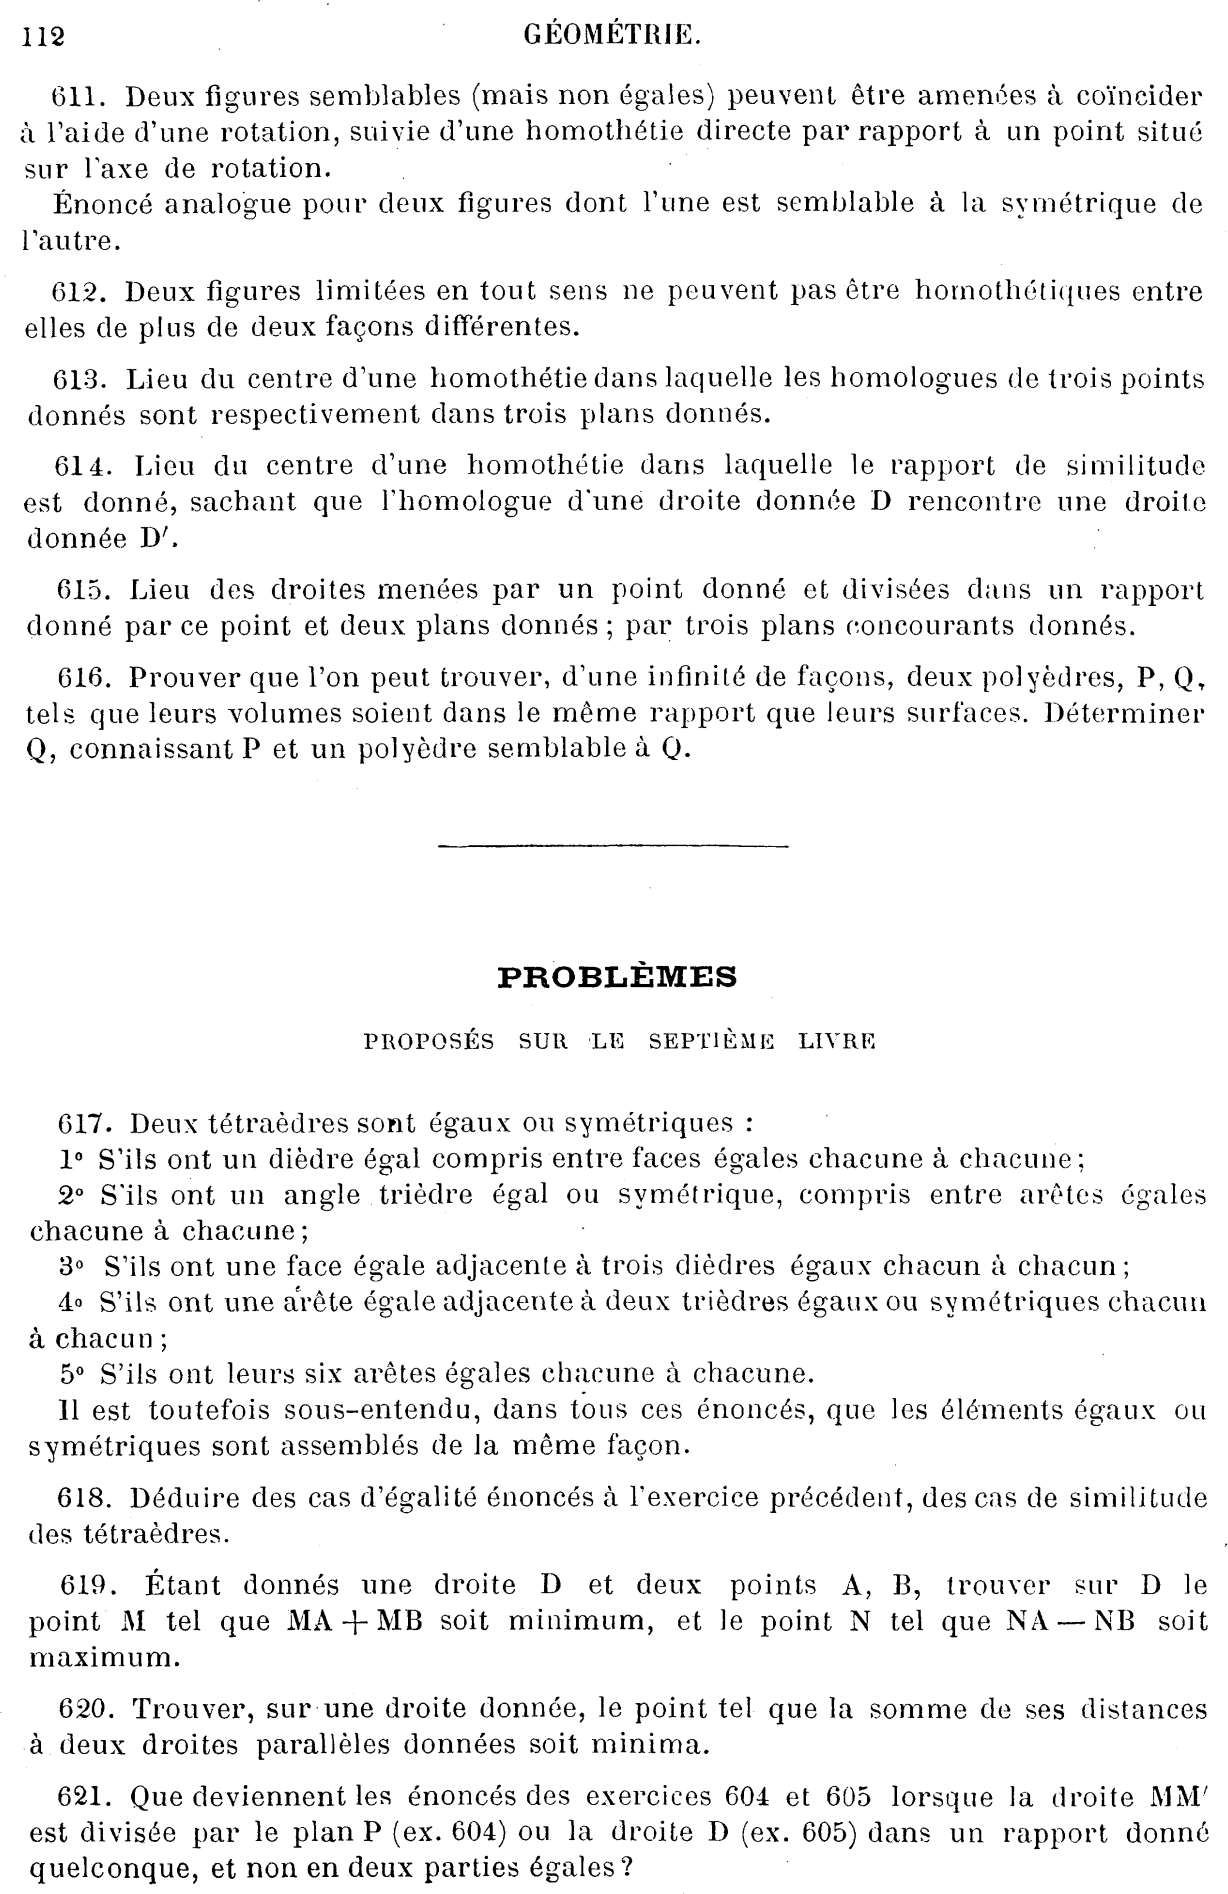 112 GÉOMÉTRIE.
611. Deux figures semblables (mais non égales) peuvent être amenées à coïncider
à l'aide d'une rotation, suivie d'une homothétie directe par rapport à un point situé
sur l'axe de rotation.
Énoncé analogue pour deux figures dont l'une est semblable à la symétrique de
l'autre.
612. Deux figures limitées en tout sens ne peuvent pas être homothétiques entre
elles de plus de deux façons différentes.
613. Lieu du centre d'une homothétie dans laquelle les homologues de trois points
donnés sont respectivement dans trois plans donnés.
614. Lieu du centre d'une homothétie dans laquelle le rapport de similitude
est donné, sachant que l'homologue d'une droite donnée D rencontre une droite
donnée D'.
615. Lieu des droites menées par un point donné et divisées dans un rapport
donné par ce point et deux plans donnés ; par trois plans concourants donnés.
616. Prouver que l'on peut trouver, d'une infinité de façons, deux polyèdres, P, Q,
tels que leurs volumes soient dans le même rapport que leurs surfaces. Déterminer
Q, connaissant P et un polyèdre semblable à Q.
PROBLÈMES
PROPOSÉS SUR LE SEPTIÈME LIVRE
617. Deux tétraèdres sont égaux ou symétriques :
1° S'ils ont un dièdre égal compris entre faces égales chacune à chacune ;
2° S'ils ont un angle trièdre égal ou symétrique, compris entre arêtes égales
chacune à chacune ;
3° S'ils ont une face égale adjacente à trois dièdres égaux chacun à chacun ;
4° S'ils ont une arête égale adjacente à deux trièdres égaux ou symétriques chacun
à chacun ;
5° S'ils ont leurs six arêtes égales chacune à chacune.
Il est toutefois sous-entendu, dans tous ces énoncés, que les éléments égaux ou
symétriques sont assemblés de la même façon.
618. Déduire des cas d'égalité énoncés à l'exercice précédent, des cas de similitude
des tétraèdres.
619. Étant donnés une droite D et deux points A, B, trouver sur D le
point M tel que MA + MB soit minimum, et le point N tel que NA — NB soit
maximum.
620. Trouver, sur une droite donnée, le point tel que la somme de ses distances
à deux droites parallèles données soit minima.
621. Que deviennent les énoncés des exercices 604 et 605 lorsque la droite MM'
est divisée par le plan P (ex. 604) ou la droite D (ex. 605) dans un rapport donné
quelconque, et non en deux parties égales ?